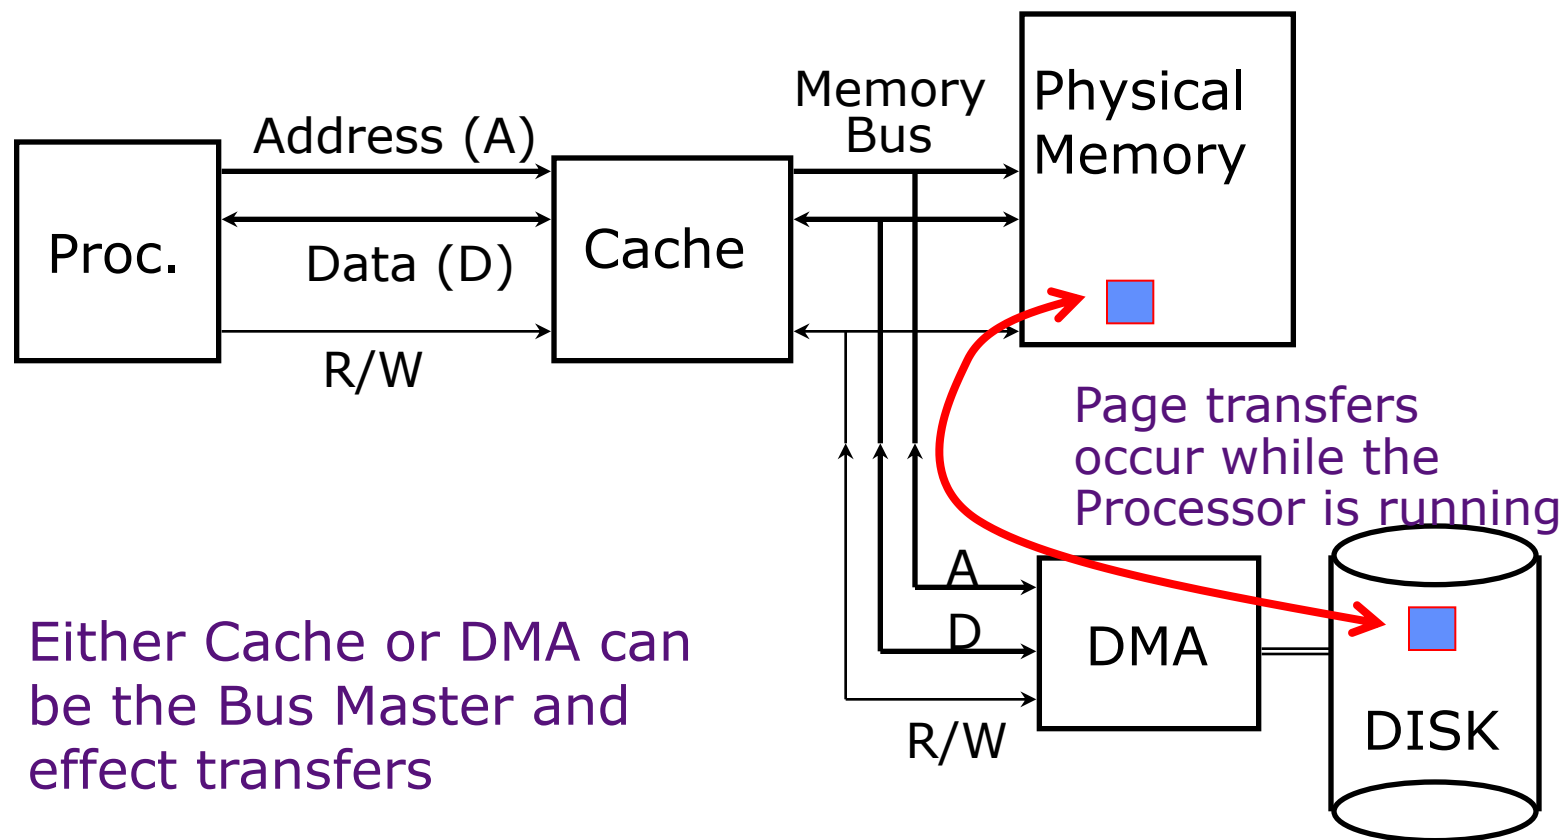 Memory
Bus
Physical
Memory
Address (A)
Proc.
Data (D)
Cache
R/W
Page transfers
occur while the
Processor is running
A
D
DMA
R/W
DISK
Either Cache or DMA can
be the Bus Master and
effect transfers